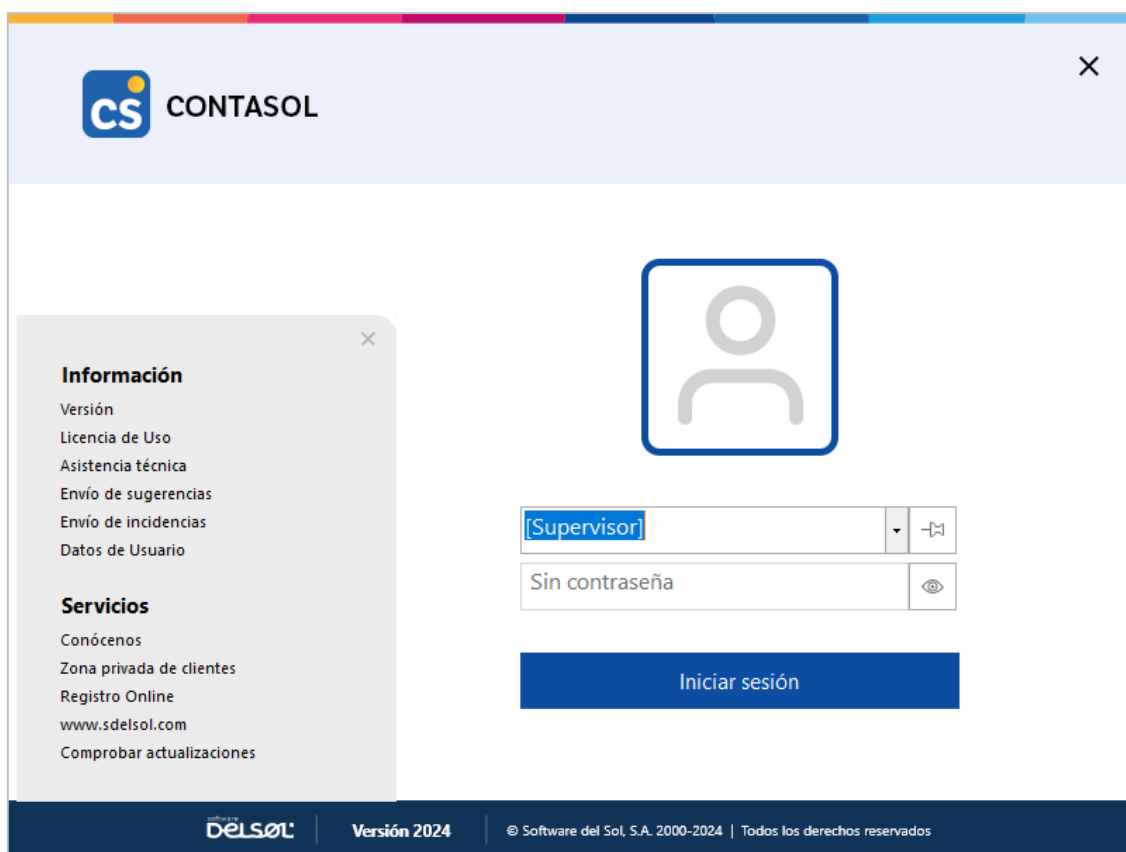 cs CONTASOL
Información
Versión
Licencia de Uso
Asistencia técnica
Envío de sugerencias
Envío de incidencias
Datos de Usuario
Servicios
Conócenos
Zona privada de clientes
Registro Online
www.sdelsol.com
Comprobar actualizaciones
[Supervisor]
Sin contraseña
Iniciar sesión
software
DELSOL
Versión 2024
© Software del Sol, S.A. 2000-2024 | Todos los derechos reservados